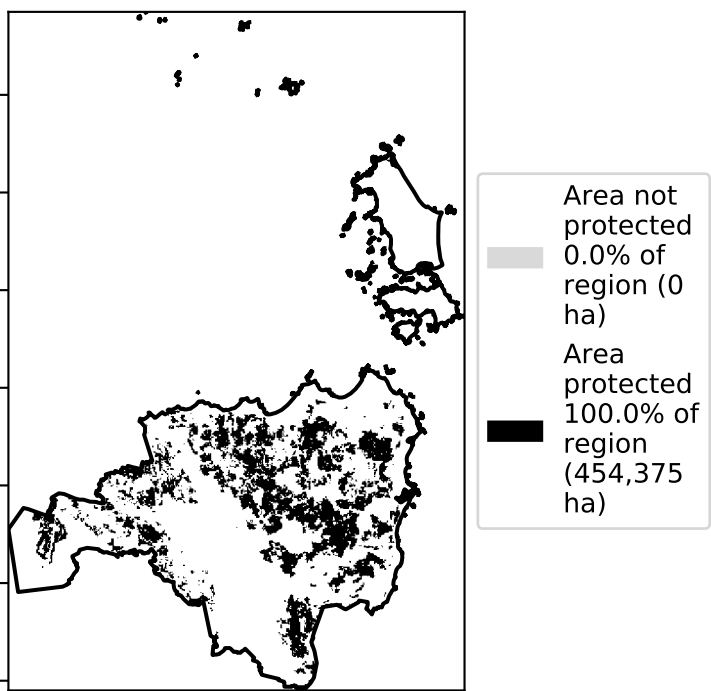 Area not
protected
0.0% of
region (0
ha)
Area
protected
100.0% of
region
(454,375
ha)